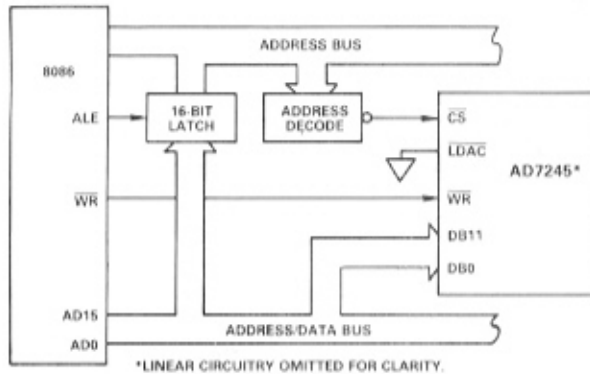 8086
ADDRESS BUS
ALE
16-BIT
LATCH
ADDRESS
DECODE
CS
LDAC
AD7245*
WR
WR
DB11
DB0
AD15
ADDRESS/DATA BUS
AD0
*LINEAR CIRCUITRY OMITTED FOR CLARITY.